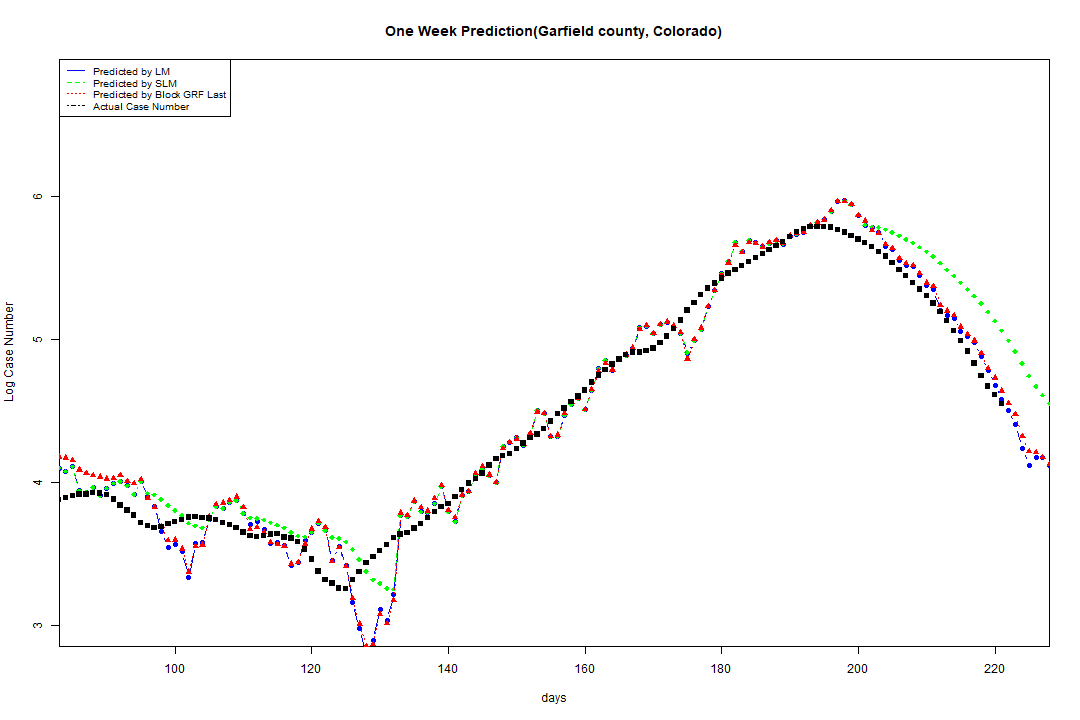 One Week Prediction(Garfield county, Colorado)
Predicted by LM
Predicted by SLM
Predicted by Block GRF Last
Actual Case Number
6
5
4
3
Log Case Number
100 120 140 160 180 200 220
days